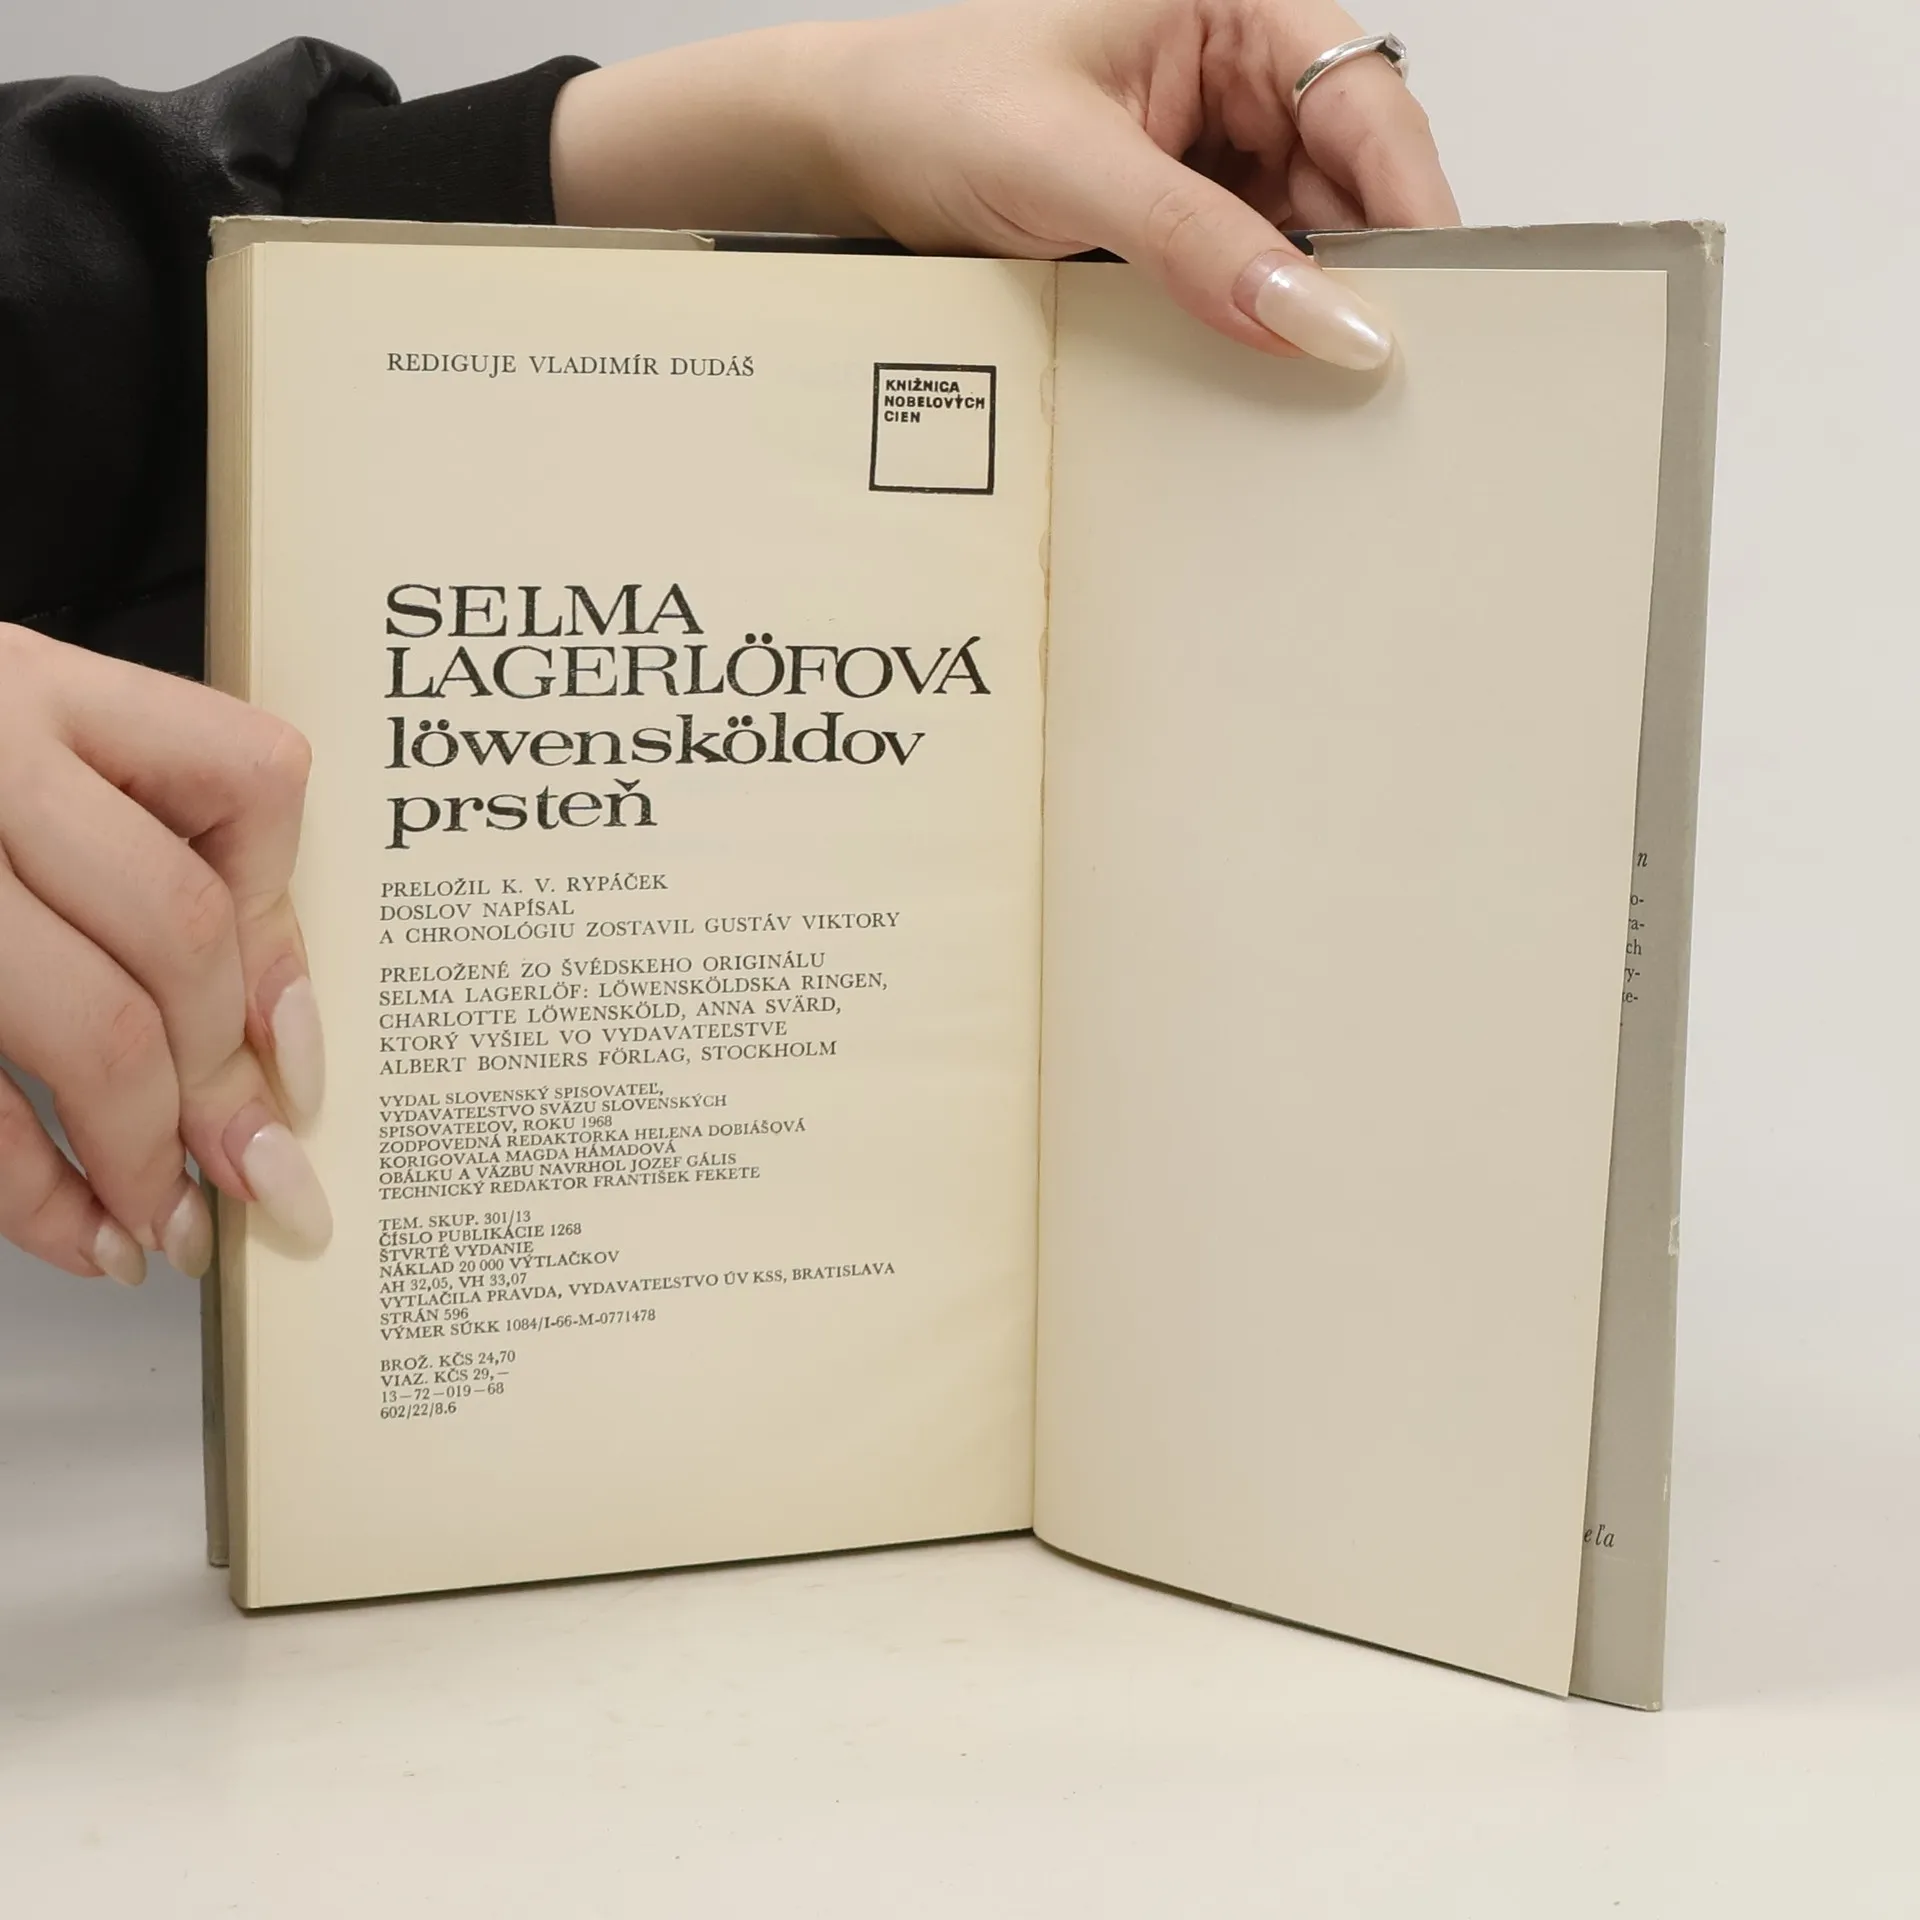 REDIGUJE VLADIMÍR DUDÁŠ
KNIŽNICA
NOBELOVÝCH
CIEN
SELMA
LAGERLÖFOVÁ
löwensköldov
prsteň
PRELOŽIL K. V. RYPÁČEK
DOSLOV NAPÍSAL
A CHRONOLÓGIU ZOSTAVIL GUSTÁV VIKTORY
PRELOŽENÉ ZO ŠVÉDSKEHO ORIGINÁLU
SELMA LAGERLÖF: LÖWENSKÖLDSKA RINGEN,
CHARLOTTE LÖWENSKÖLD, ANNA SVÄRD,
KTORÝ VYŠIEL VO VYDAVATEĽSTVE
ALBERT BONNIERS FÖRLAG, STOCKHOLM
VYDAL SLOVENSKÝ SPISOVATEĽ,
VYDAVATEĽSTVO SVÄZU SLOVENSKÝCH
SPISOVATEĽOV, ROKU 1968
ZODPOVEDNÁ REDAKTORKA HELENA DOBIÁŠOVÁ
KORIGOVALA MAGDA HÁMADOVÁ
OBÁLKU A VÄZBU NAVRHOL JOZEF GÁLIS
TECHNICKÝ REDAKTOR FRANTIŠEK FEKETE
TEM. SKUP. 301/13
ČÍSLO PUBLIKÁCIE 1268
ŠTVRTÉ VYDANIE
NÁKLAD 20 000 VÝTLAČKOV
AH 32,05, VH 33,07
VYTLAČILA PRAVDA, VYDAVATEĽSTVO ÚV KSS, BRATISLAVA
STRÁN 596
VÝMER SÚKK 1084/I-66-M-0771478
BROŽ. KČS 24,70
VIAZ. KČS 29,—
13—72—019—68
602/22/8.6
n
o-
ra-
ch
ry-
te-
eľa